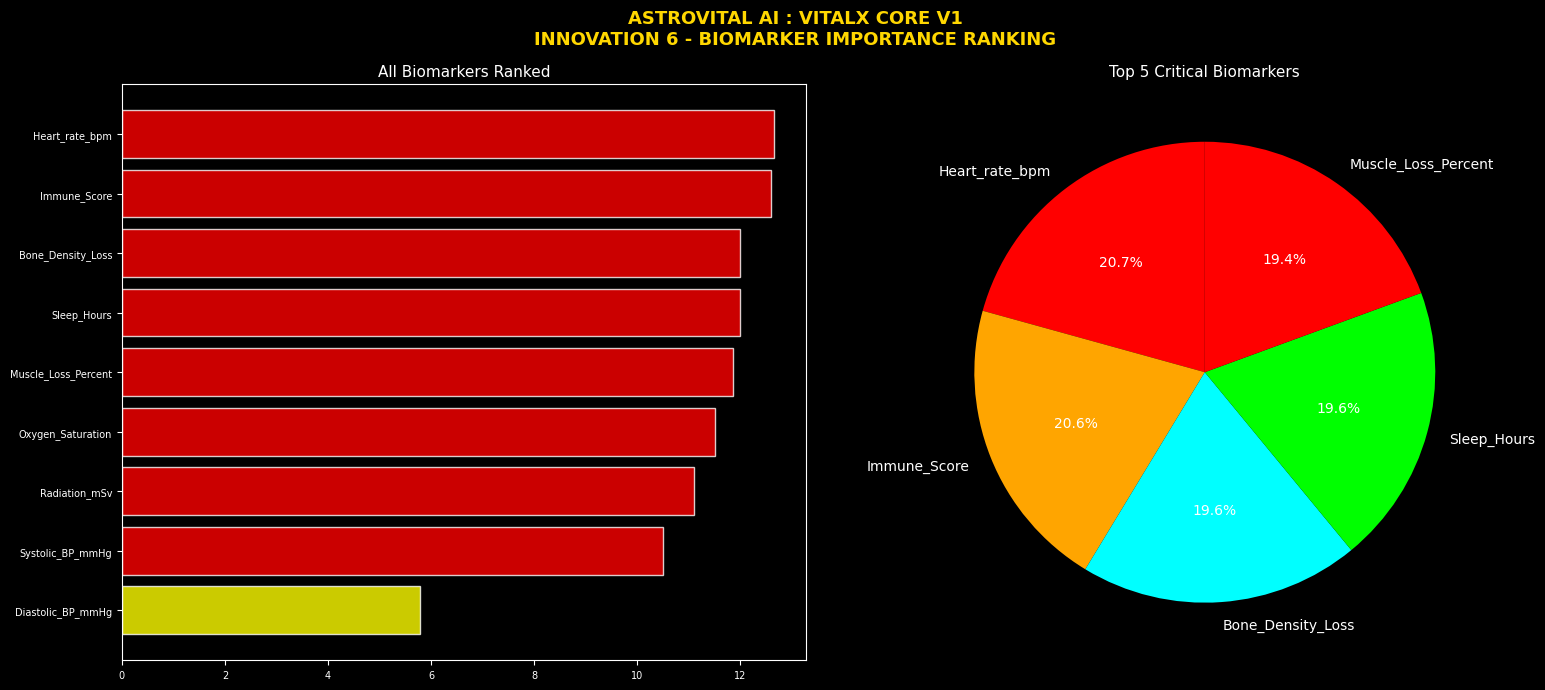 ASTROVITAL AI : VITALX CORE V1
INNOVATION 6 - BIOMARKER IMPORTANCE RANKING
All Biomarkers Ranked
Heart_rate_bpm
Immune_Score
Bone_Density_Loss
Sleep_Hours
Muscle_Loss_Percent
Oxygen_Saturation
Radiation_mSv
Systolic_BP_mmHg
Diastolic_BP_mmHg
0 2 4 6 8 10 12
Top 5 Critical Biomarkers
Heart_rate_bpm
Muscle_Loss_Percent
20.7%
19.4%
20.6%
19.6%
Immune_Score
Sleep_Hours
19.6%
Bone_Density_Loss